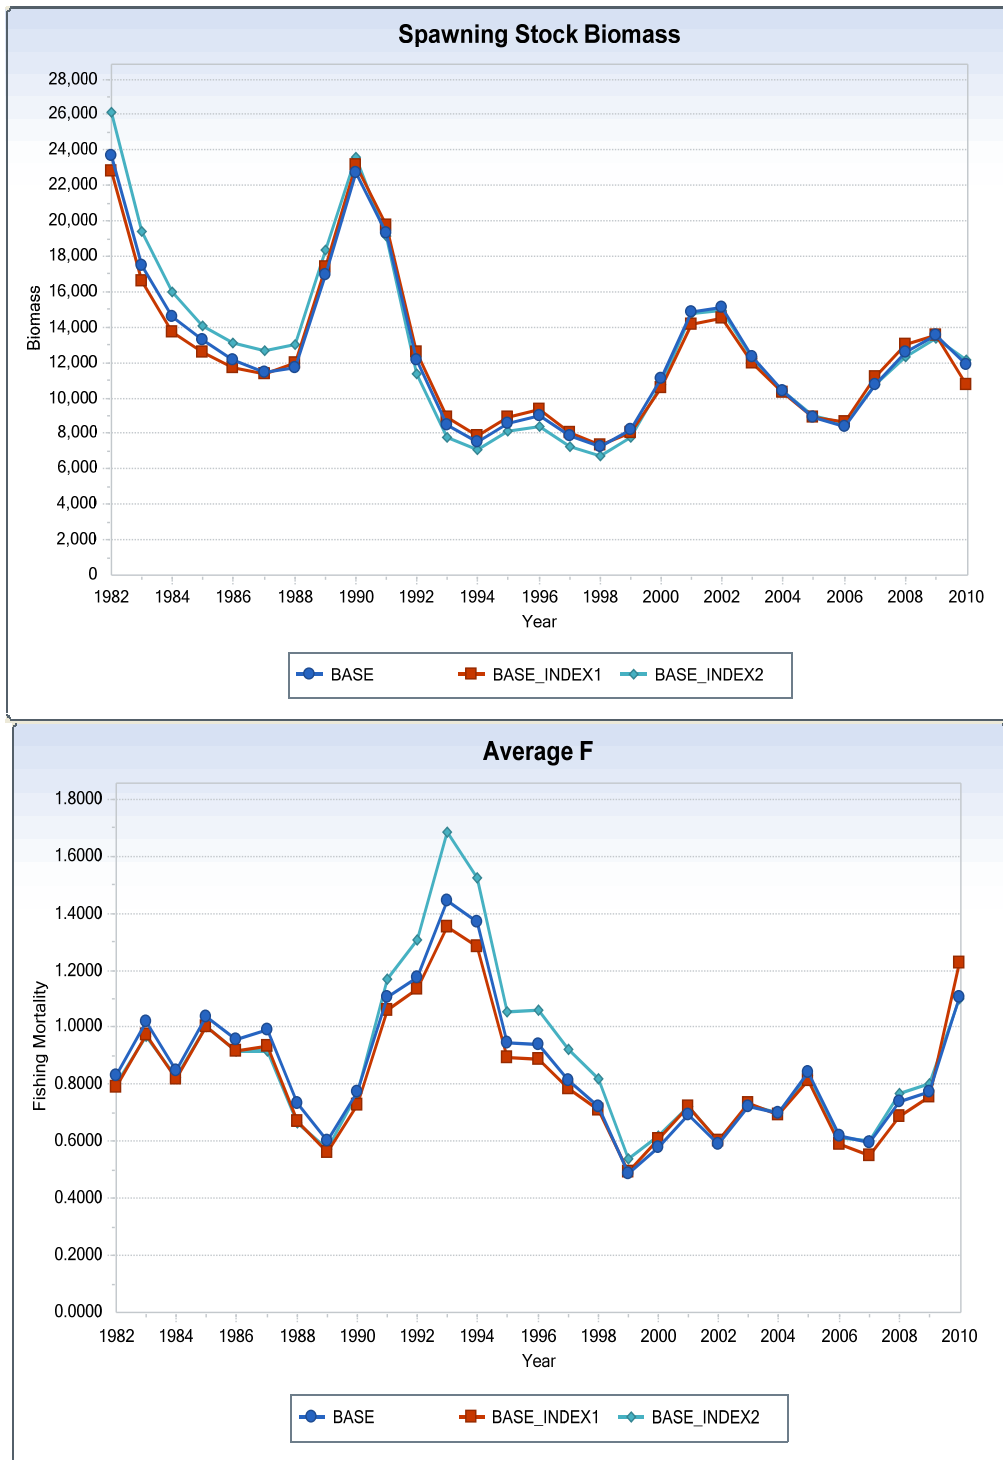 Spawning Stock Biomass
28,000
26,000
24,000
22,000
20,000
18,000
16,000
14,000
12,000
10,000
8,000
6,000
4,000
2,000
0
Biomass
1982 1984 1986 1988 1990 1992 1994 1996 1998 2000 2002 2004 2006 2008 2010
Year
BASE BASE_INDEX1 BASE_INDEX2
Average F
1.8000
1.6000
1.4000
1.2000
1.0000
0.8000
0.6000
0.4000
0.2000
0.0000
Fishing Mortality
1982 1984 1986 1988 1990 1992 1994 1996 1998 2000 2002 2004 2006 2008 2010
Year
BASE BASE_INDEX1 BASE_INDEX2